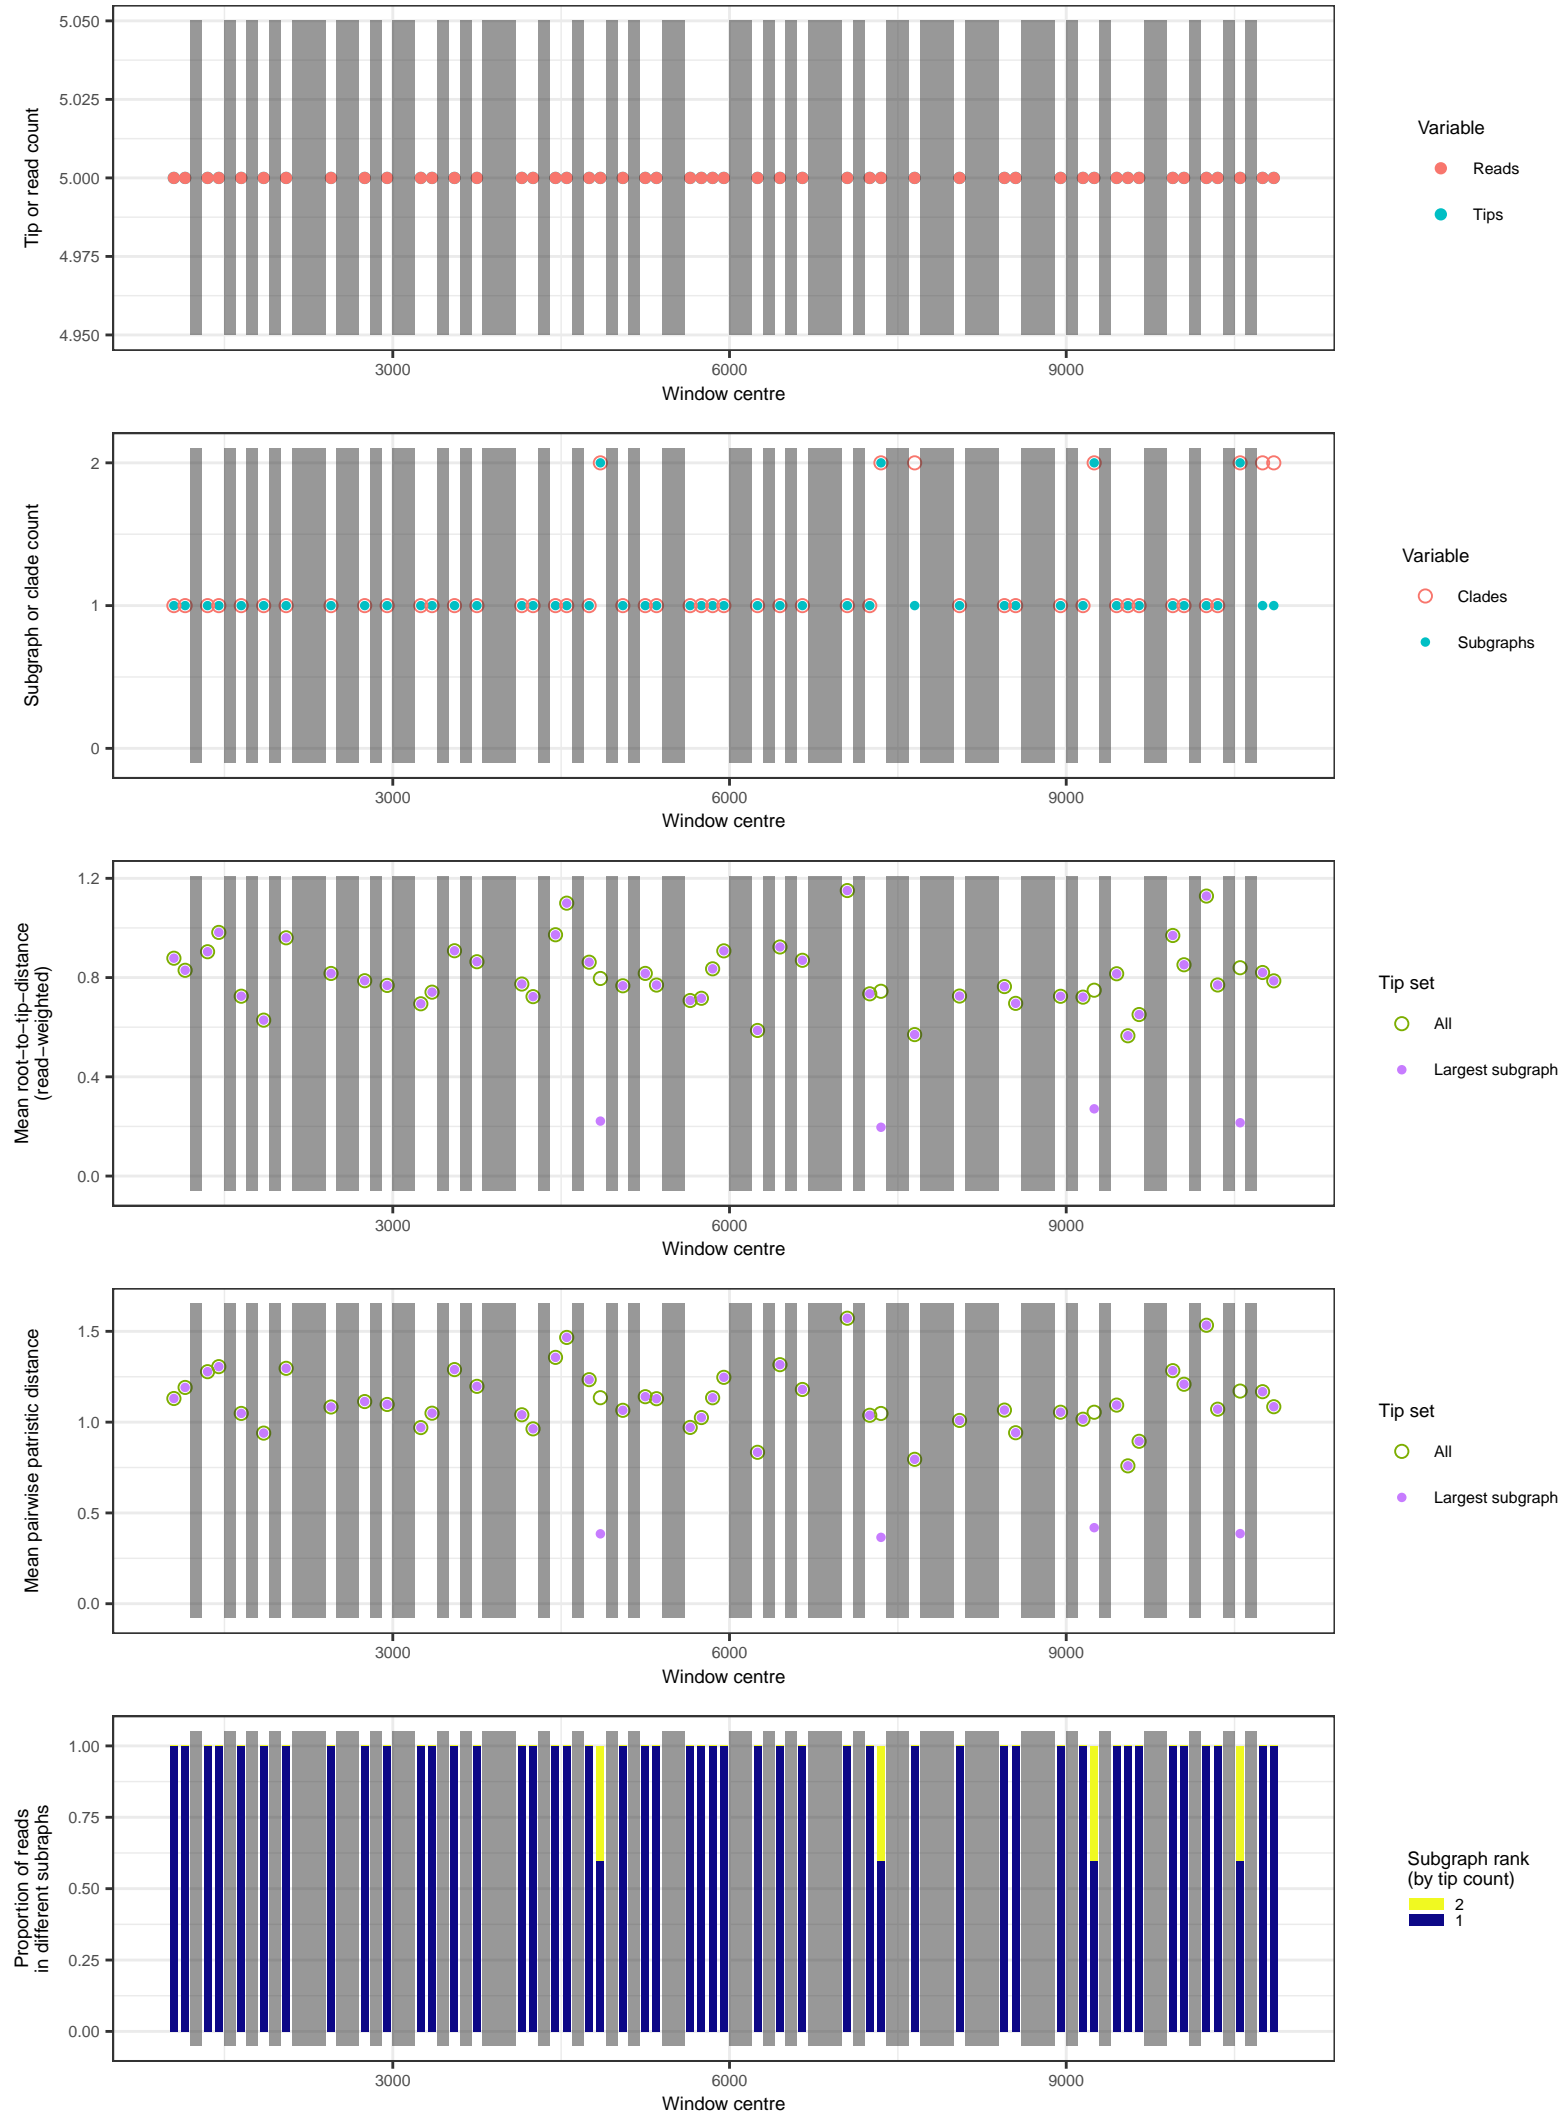 5.050
5.025
5.000
4.975
4.950
Tip or read count
3000
6000
9000
Window centre
Variable
Reads
Tips
2
1
0
Subgraph or clade count
3000
6000
9000
Window centre
Variable
Clades
Subgraphs
1.2
0.8
0.4
0.0
Mean root−to−tip−distance
(read−weighted)
3000
6000
9000
Window centre
Tip set
All
Largest subgraph
1.5
1.0
0.5
0.0
Mean pairwise patristic distance
3000
6000
9000
Window centre
Tip set
All
Largest subgraph
1.00
0.75
0.50
0.25
0.00
Proportion of reads
in different subraphs
3000
6000
9000
Window centre
Subgraph rank
(by tip count)
2
1